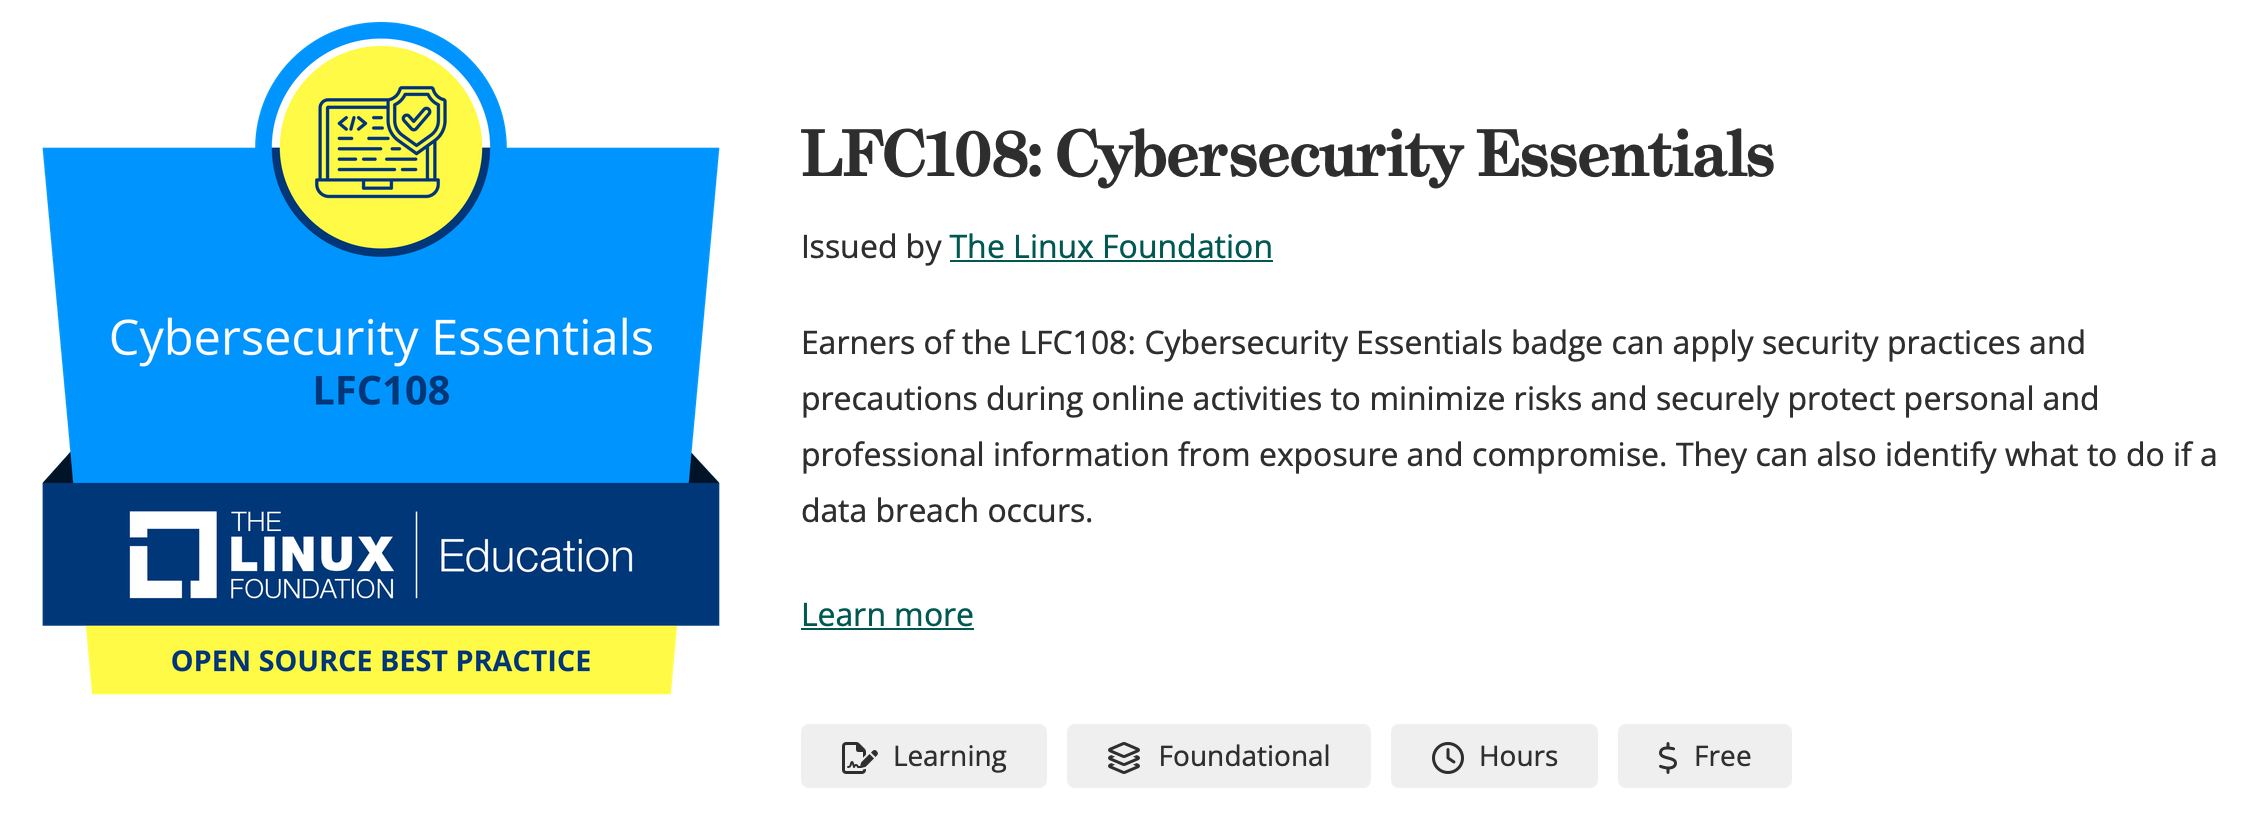 Cybersecurity Essentials
LFC108
THE
LINUX
FOUNDATION
Education
OPEN SOURCE BEST PRACTICE
LFC108: Cybersecurity Essentials
Issued by The Linux Foundation
Earners of the LFC108: Cybersecurity Essentials badge can apply security practices and
precautions during online activities to minimize risks and securely protect personal and
professional information from exposure and compromise. They can also identify what to do if a
data breach occurs.
Learn more
Learning
Foundational
Hours
$ Free